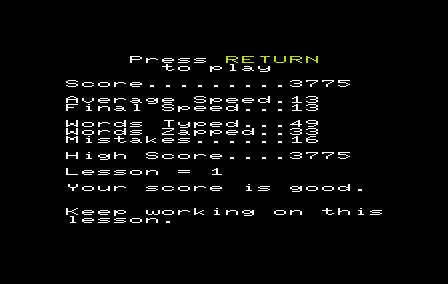 Press RETURN
to play
Score.........3775
Average Speed.13
Final Speed...13
Words Typed...49
Words Zapped..33
Mistakes......16
High Score....3775
Lesson = 1
Your score is good.
Keep working on this
lesson.